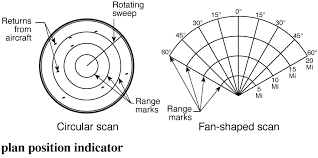 Rotating
sweep
Returns
from
aircraft
Range
marks
Circular scan
0°
15° 15°
30° 30°
45° 45°
60° 60°
20
Mi
15
Mi
10
Mi
5
Mi
Range
marks
Fan-shaped scan
plan position indicator